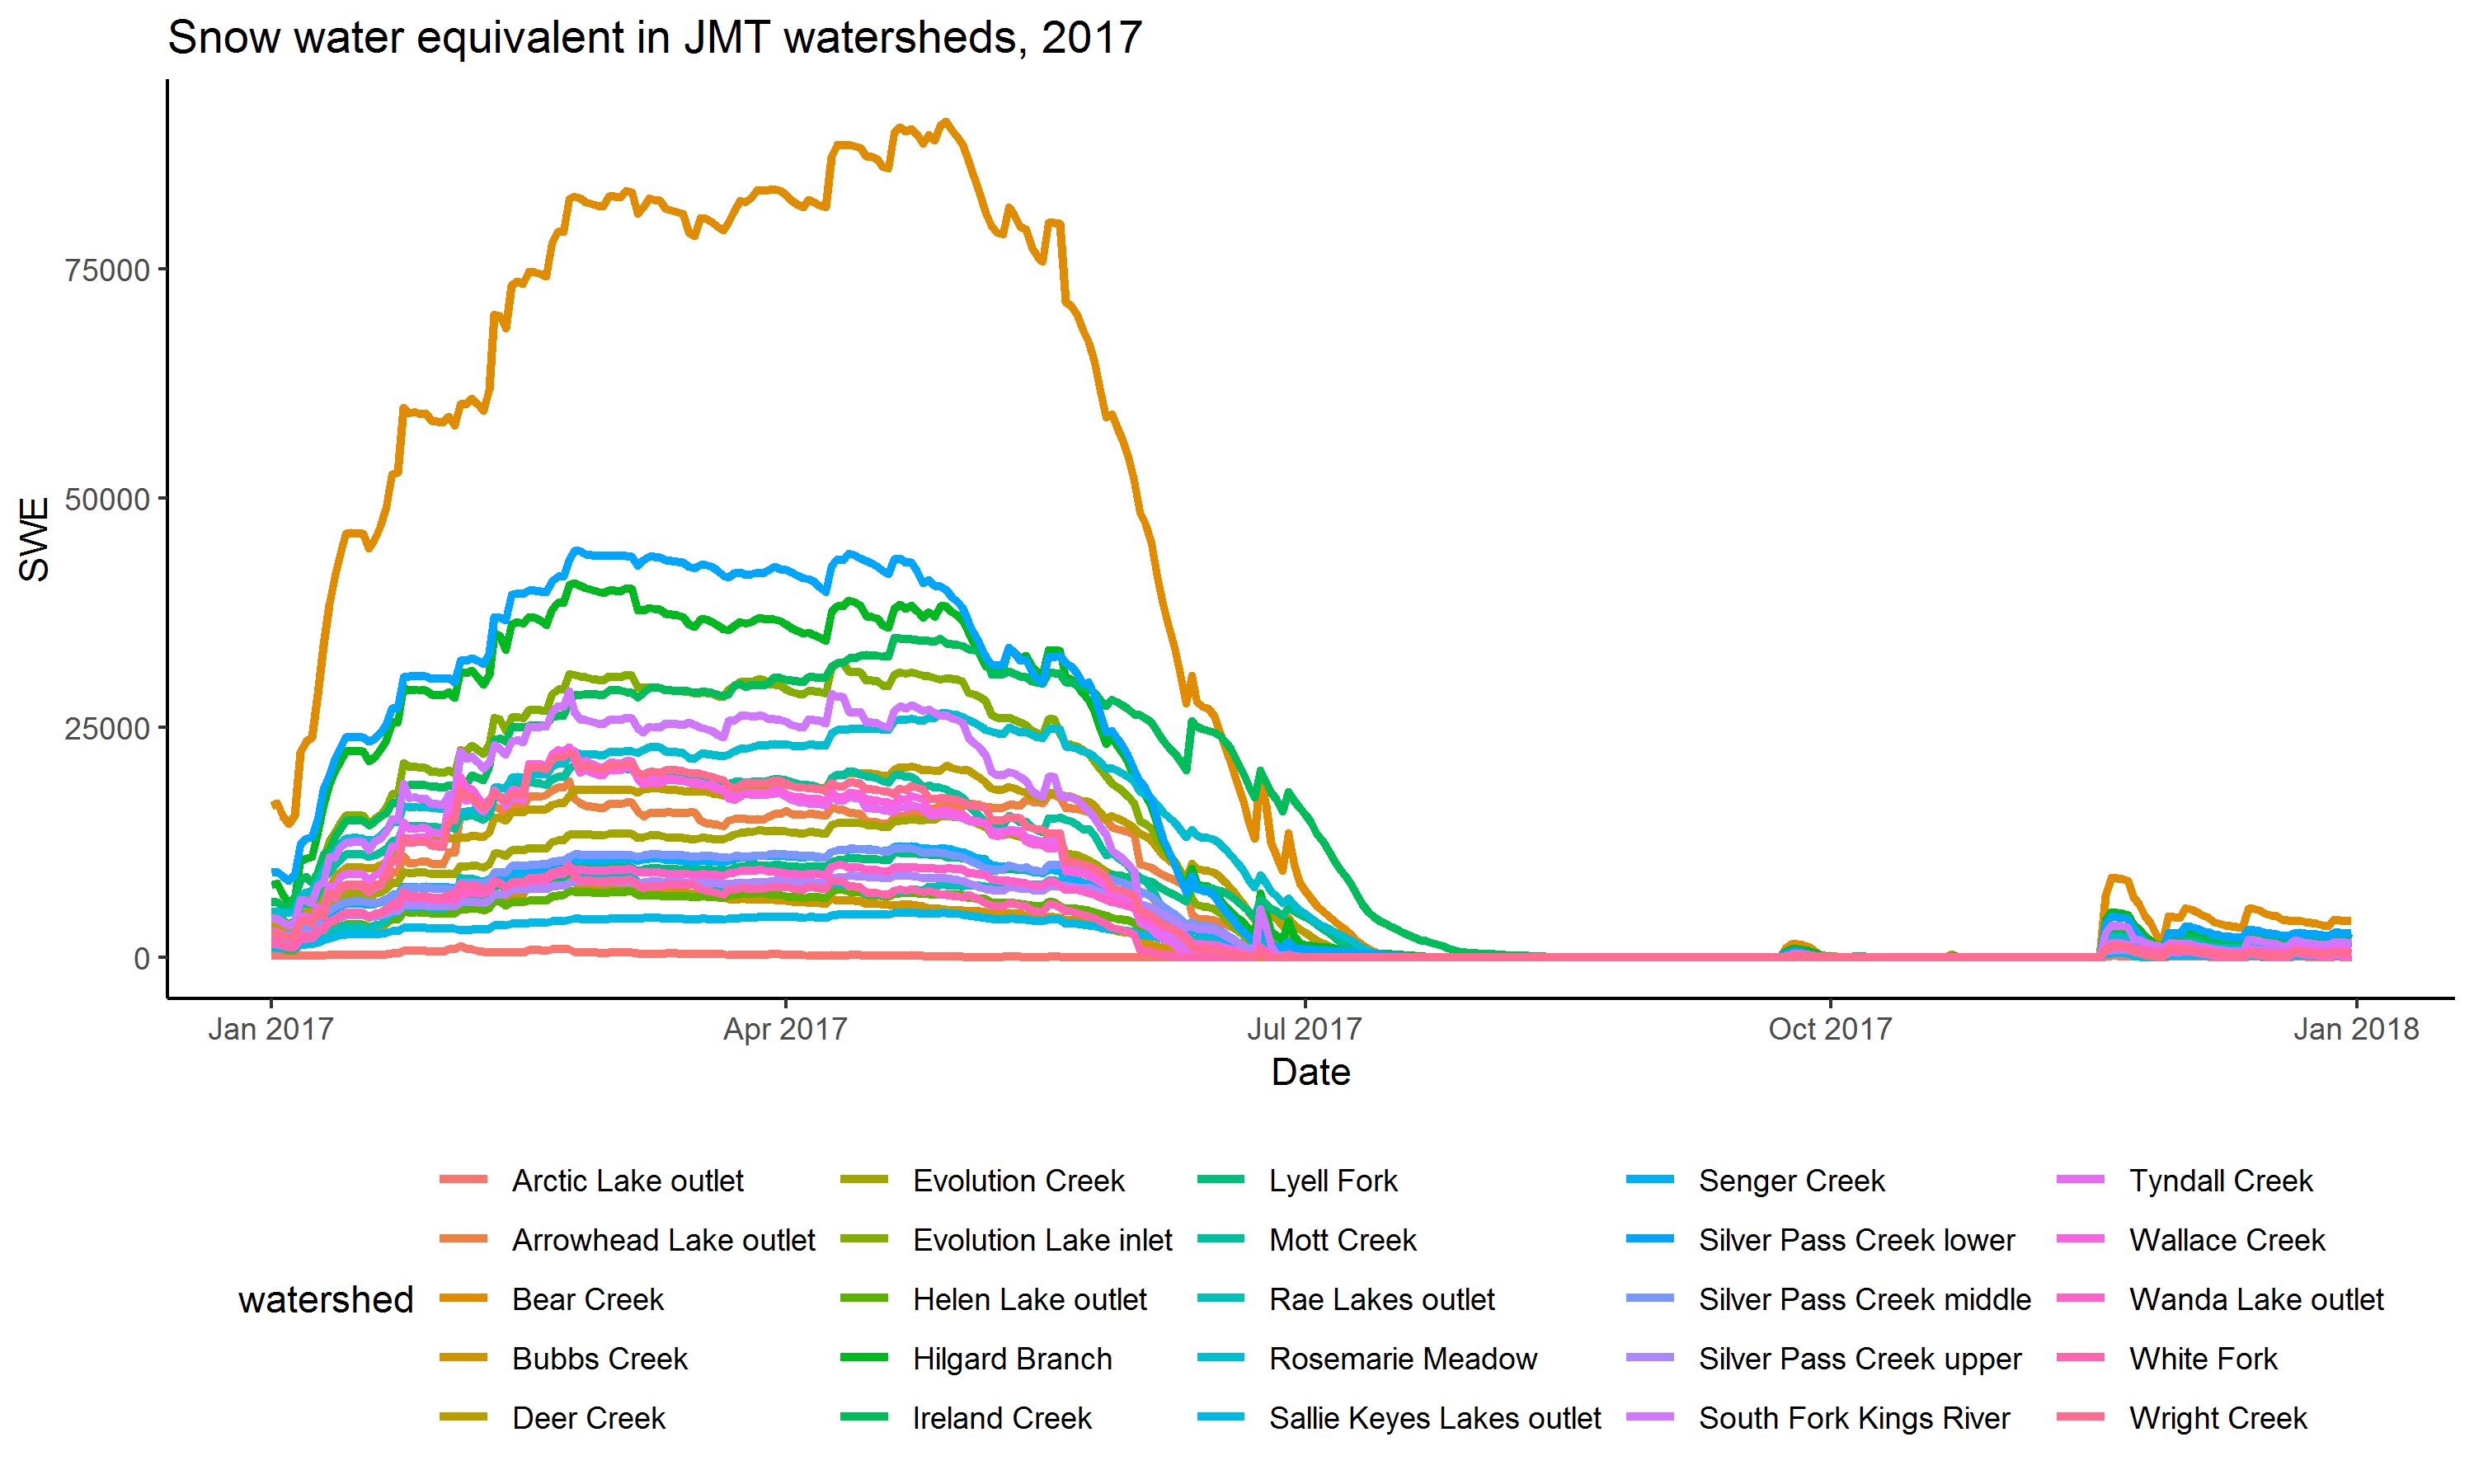 Snow water equivalent in JMT watersheds, 2017
SWE
75000
50000
25000
0
Jan 2017 Apr 2017 Jul 2017 Oct 2017 Jan 2018
Date
watershed
Arctic Lake outlet Evolution Creek Lyell Fork Senger Creek Tyndall Creek
Arrowhead Lake outlet Evolution Lake inlet Mott Creek Silver Pass Creek lower Wallace Creek
Bear Creek Helen Lake outlet Rae Lakes outlet Silver Pass Creek middle Wanda Lake outlet
Bubbs Creek Hilgard Branch Rosemarie Meadow Silver Pass Creek upper White Fork
Deer Creek Ireland Creek Sallie Keyes Lakes outlet South Fork Kings River Wright Creek